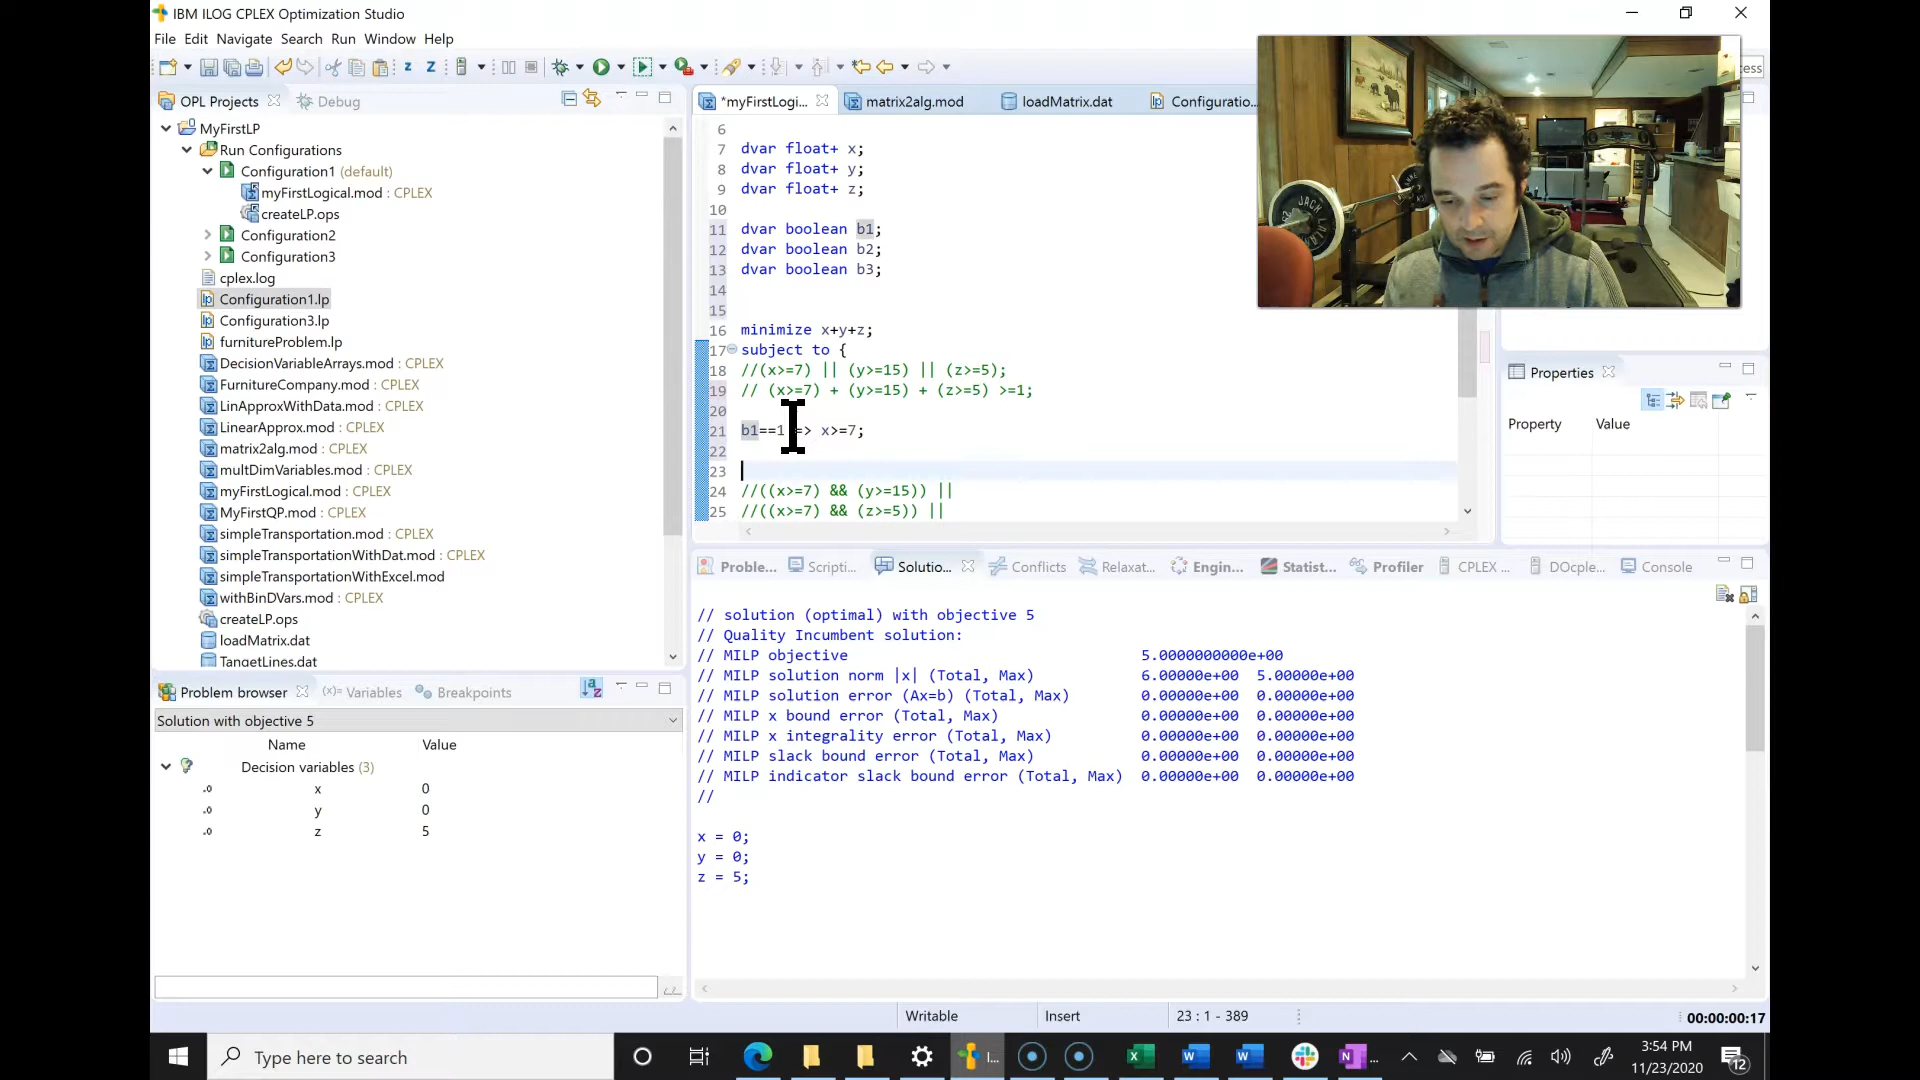 IBM ILOG CPLEX Optimization Studio
File Edit Navigate Search Run Window Help
OPL Projects
Debug
MyFirstLP
Run Configurations
Configuration1 (default)
myFirstLogical.mod : CPLEX
createLP.ops
Configuration2
Configuration3
cplex.log
Configuration1.lp
Configuration3.lp
furnitureProblem.lp
DecisionVariableArrays.mod : CPLEX
FurnitureCompany.mod : CPLEX
LinApproxWithData.mod : CPLEX
LinearApprox.mod : CPLEX
matrix2alg.mod : CPLEX
multDimVariables.mod : CPLEX
myFirstLogical.mod : CPLEX
MyFirstQP.mod : CPLEX
simpleTransportation.mod : CPLEX
simpleTransportationWithDat.mod : CPLEX
simpleTransportationWithExcel.mod
withBinDVars.mod : CPLEX
createLP.ops
loadMatrix.dat
TangetLines.dat
*myFirstLogi...
matrix2alg.mod
loadMatrix.dat
Configuratio...
cess
6
7 dvar float+ x;
8 dvar float+ y;
9 dvar float+ z;
10
11 dvar boolean b1;
12 dvar boolean b2;
13 dvar boolean b3;
14
15
16 minimize x+y+z;
17 subject to {
18 //(x>=7) || (y>=15) || (z>=5);
19 // (x>=7) + (y>=15) + (z>=5) >=1;
20
21 b1==1 => x>=7;
22
23
24 //((x>=7) && (y>=15)) ||
25 //((x>=7) && (z>=5)) ||
JACK LALANNE
Properties
Property Value
Problem browser
(x)= Variables
Breakpoints
Solution with objective 5
Name Value
Decision variables (3)
x 0
y 0
z 5
Proble...
Scripti...
Solutio...
Conflicts
Relaxat...
Engin...
Statist...
Profiler
CPLEX ...
DOcple...
Console
// solution (optimal) with objective 5
// Quality Incumbent solution:
// MILP objective 5.0000000000e+00
// MILP solution norm |x| (Total, Max) 6.00000e+00 5.00000e+00
// MILP solution error (Ax=b) (Total, Max) 0.00000e+00 0.00000e+00
// MILP x bound error (Total, Max) 0.00000e+00 0.00000e+00
// MILP x integrality error (Total, Max) 0.00000e+00 0.00000e+00
// MILP slack bound error (Total, Max) 0.00000e+00 0.00000e+00
// MILP indicator slack bound error (Total, Max) 0.00000e+00 0.00000e+00
//
x = 0;
y = 0;
z = 5;
Writable
Insert
23 : 1 - 389
00:00:00:17
Type here to search
I...
...
3:54 PM
11/23/2020
12